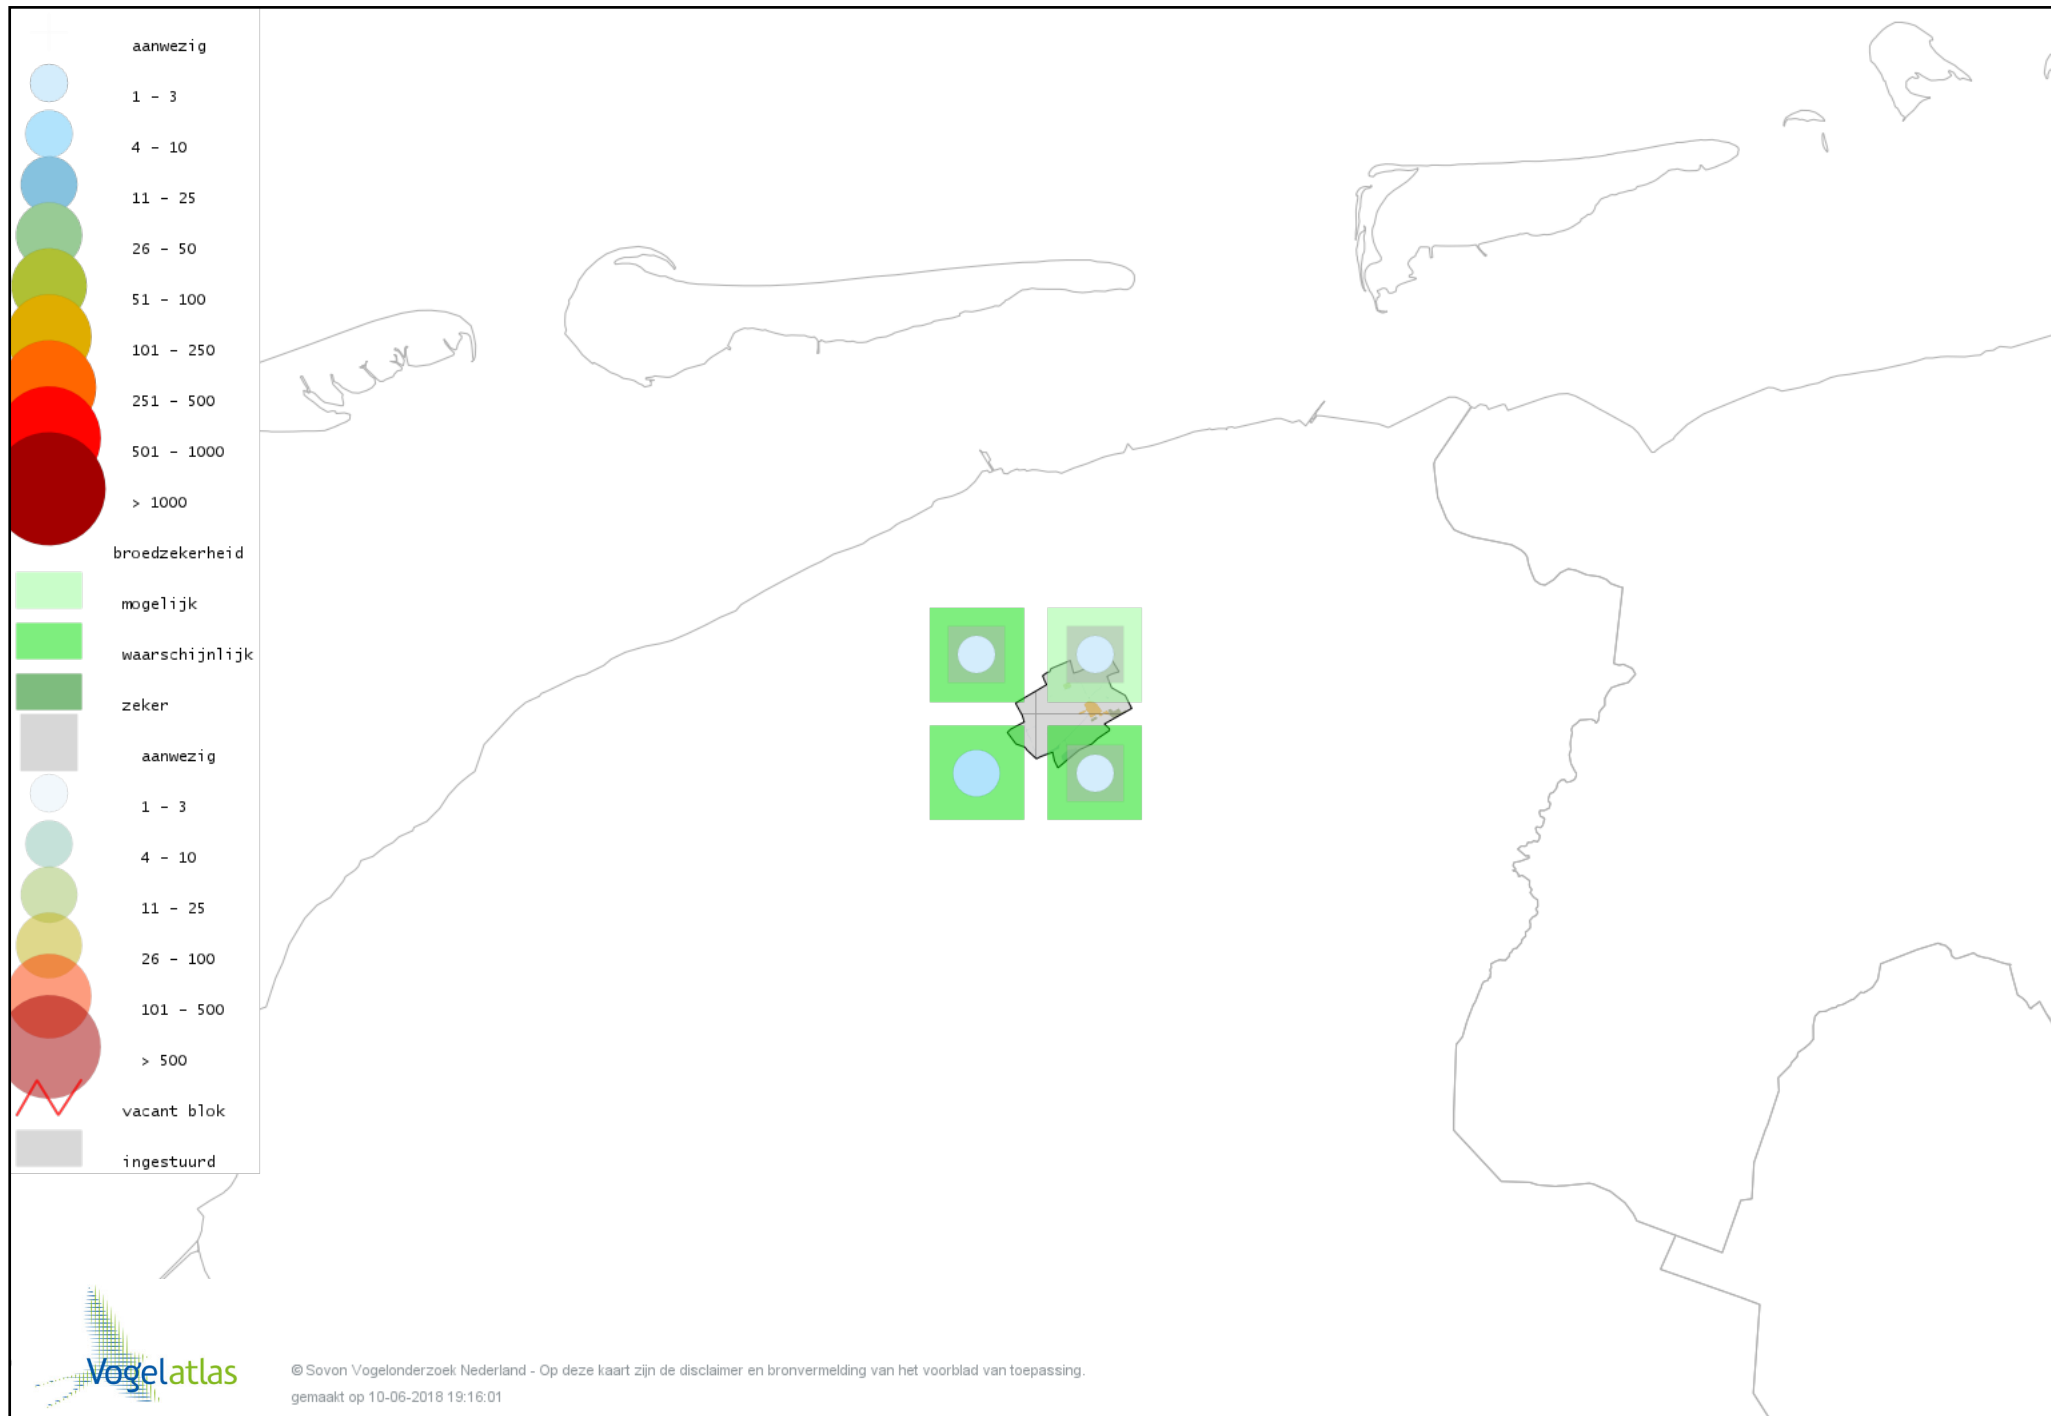 aanwezig
1 - 3
4 - 10
11 - 25
26 - 50
51 - 100
101 - 250
251 - 500
501 - 1000
> 1000
broedzekerheid
mogelijk
waarschijnlijk
zeker
aanwezig
1 - 3
4 - 10
11 - 25
26 - 100
101 - 500
> 500
vacant blok
ingestuurd
Vogelatlas
© Sovon Vogelonderzoek Nederland - Op deze kaart zijn de disclaimer en bronvermelding van het voorblad van toepassing.
gemaakt op 10-06-2018 19:16:01